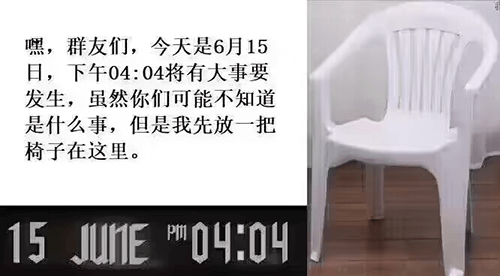 嘿，群友们，今天是6月15
日，下午04:04将有大事要
发生，虽然你们可能不知道
是什么事，但是我先放一把
椅子在这里。
15 JUNE PM 04:04